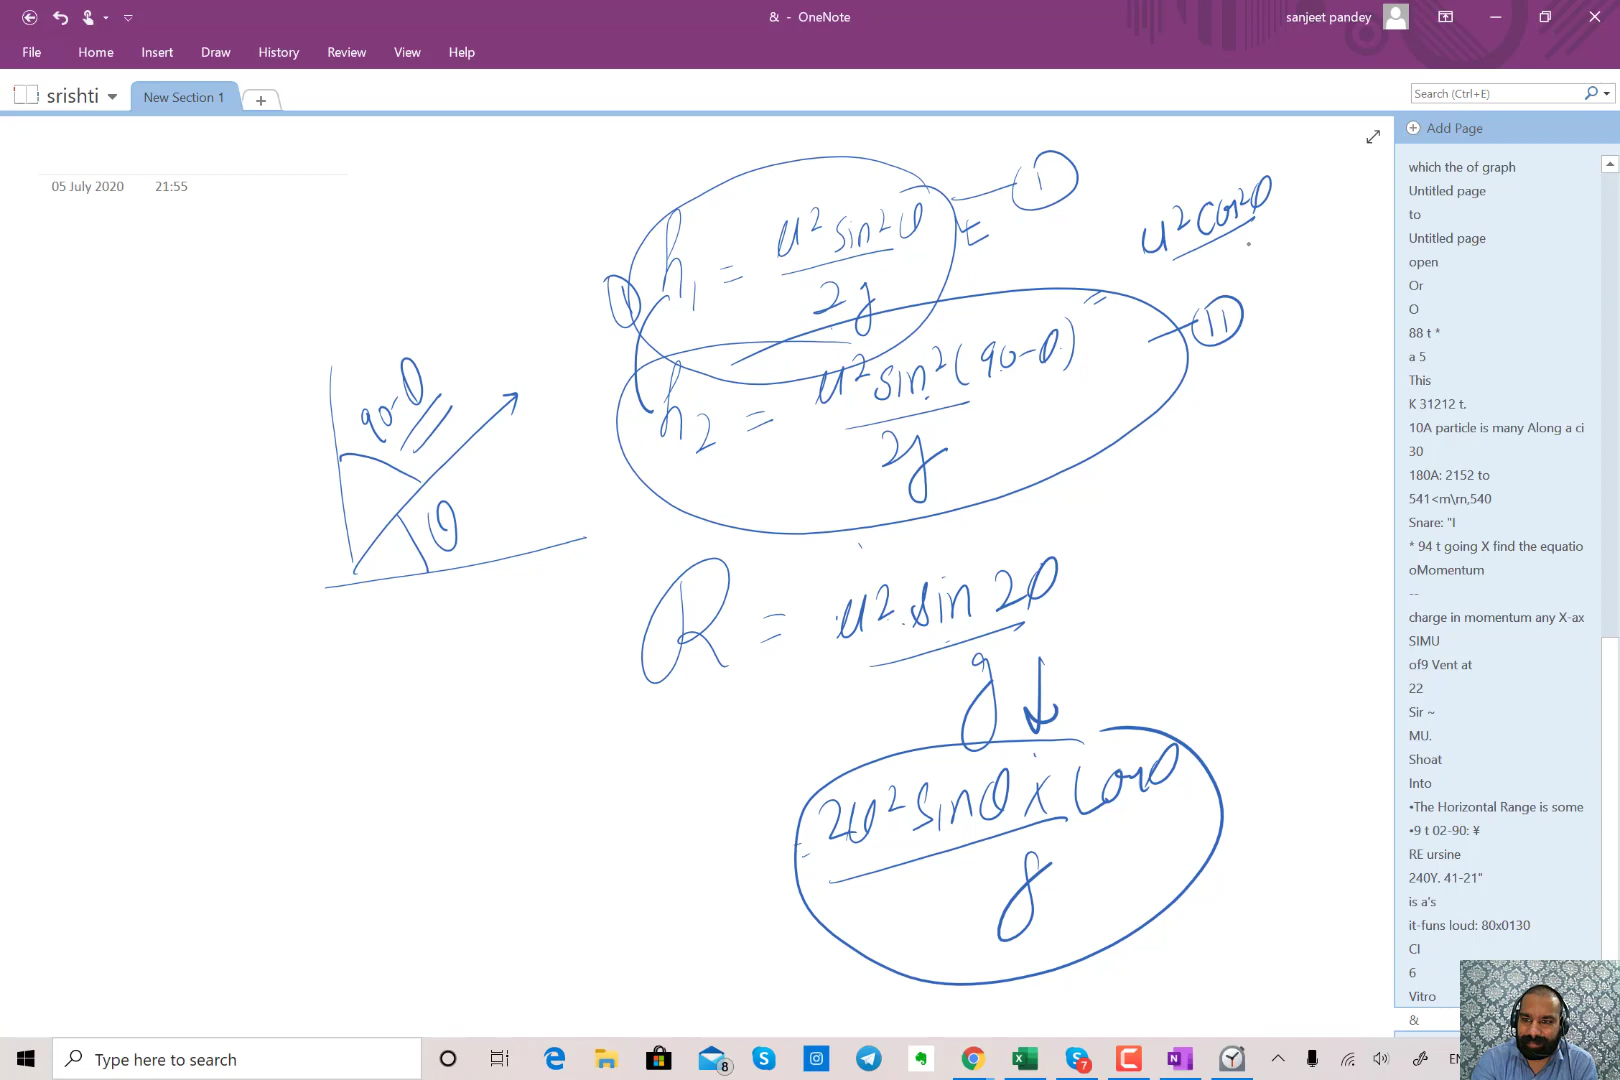 & - OneNote
sanjeet pandey
File Home Insert Draw History Review View Help
srishti
New Section 1
Search (Ctrl+E)
Add Page
05 July 2020 21:55
h₁ = u² sin²θ / 2g
I
u² cos²θ
h₂ = u² sin²(90-θ) / 2g
=
II
90-θ
θ
R = u² sin 2θ / g
= 2u² sinθ x cosθ / g
which the of graph
Untitled page
to
Untitled page
open
Or
O
88 t *
a 5
This
K 31212 t.
10A particle is many Along a ci
30
180A: 2152 to
541<m\rn,540
Snare: "I
* 94 t going X find the equatio
oMomentum
--
charge in momentum any X-ax
SIMU
of9 Vent at
22
Sir ~
MU.
Shoat
Into
•The Horizontal Range is some
•9 t 02-90: ¥
RE ursine
240Y. 41-21"
is a's
it-funs loud: 80x0130
CI
6
Vitro
&
Type here to search
8
7